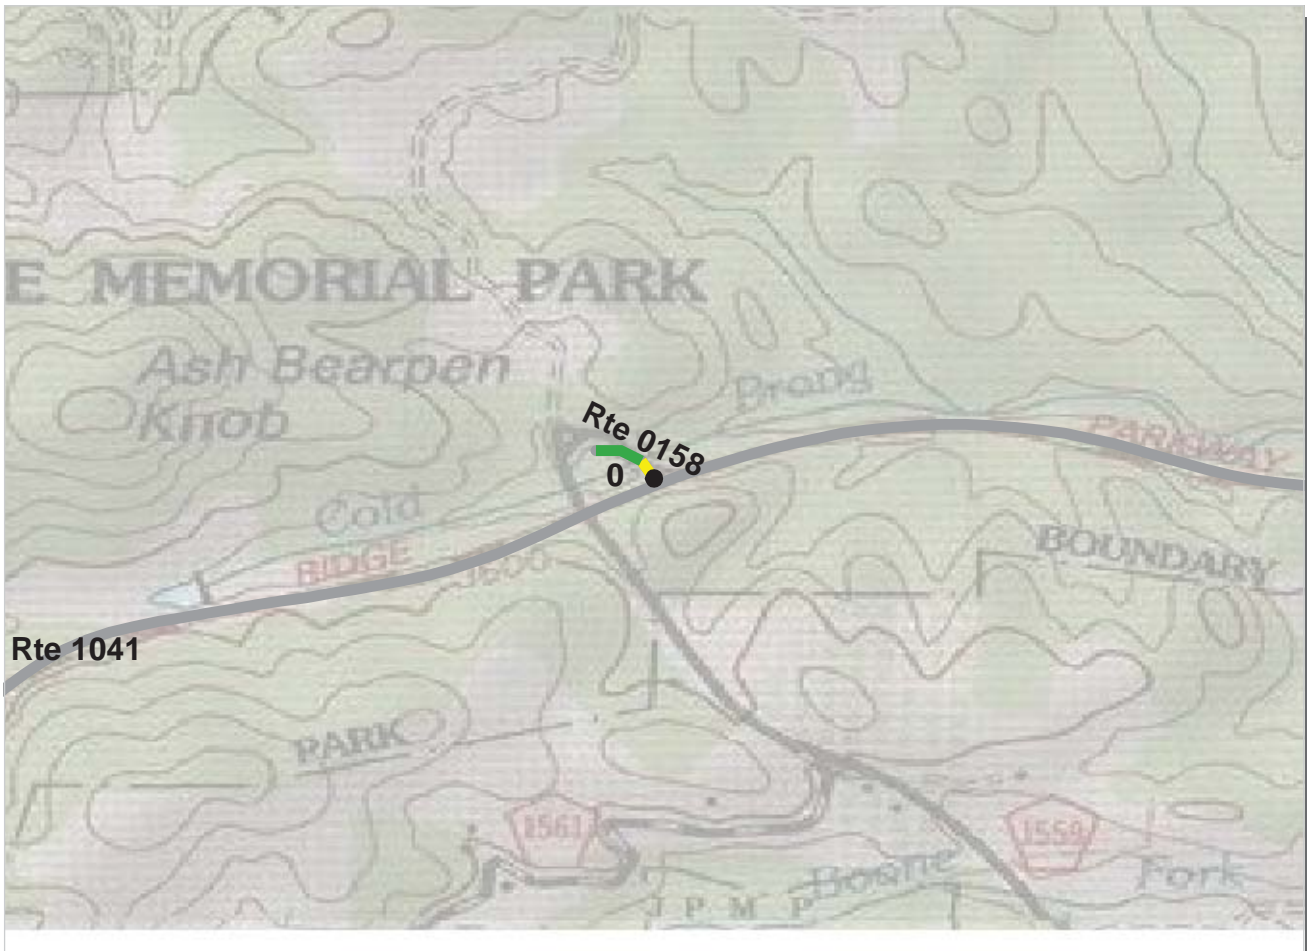 E MEMORIAL PARK
Ash Bearpen
Knob
Prong
Rte 0158
0
PARKWAY
Cold
RIDGE
3600
BOUNDARY
Rte 1041
PARK
1561
1559
Boone
Fork
J P M P